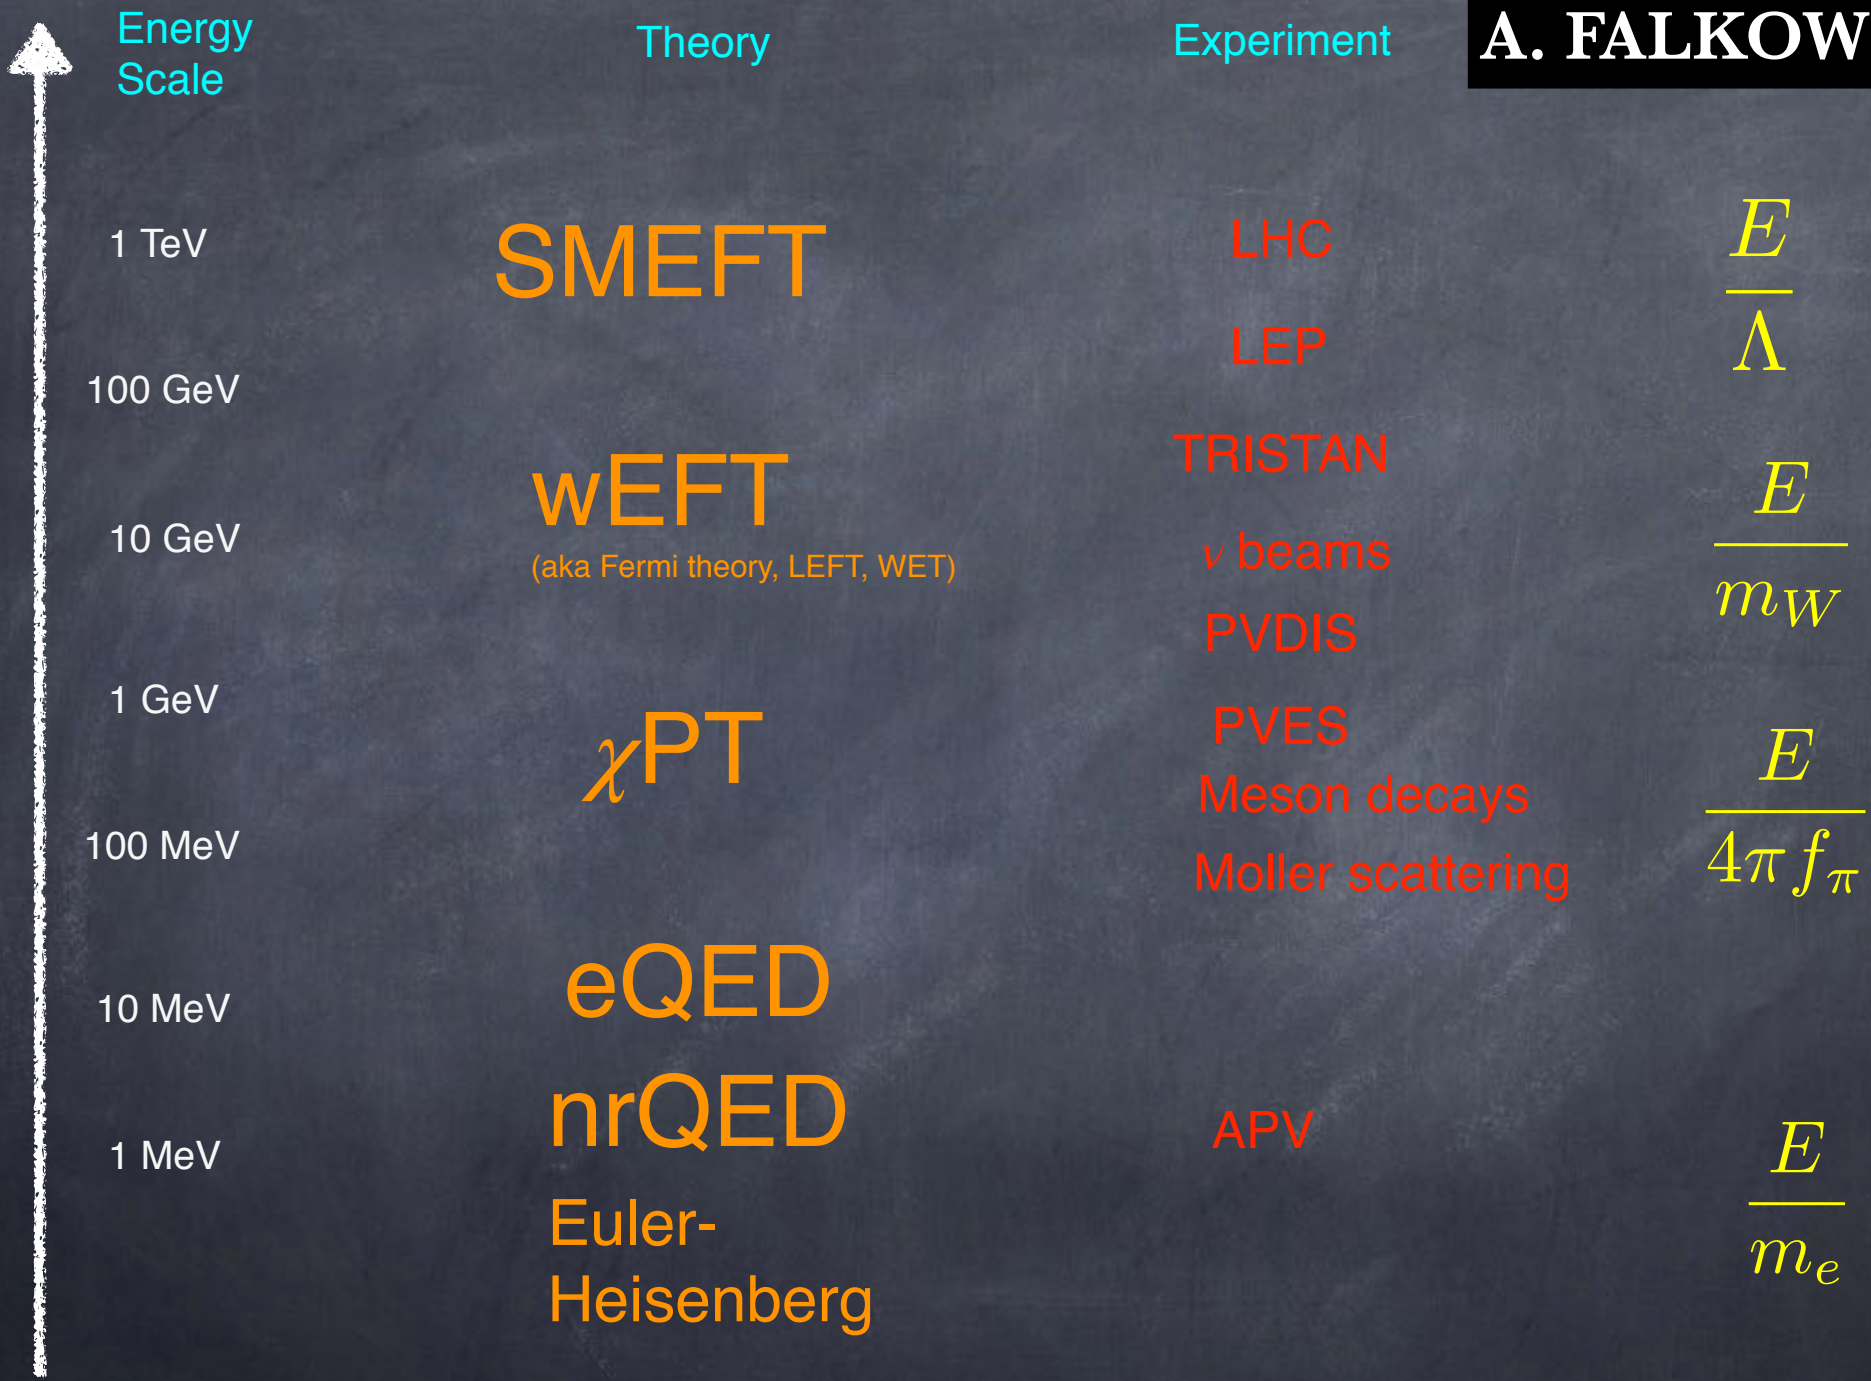 Energy
Scale
Theory
Experiment
A. FALKOW
1 TeV
SMEFT
LHC
E
Λ
LEP
100 GeV
wEFT
(aka Fermi theory, LEFT, WET)
TRISTAN
10 GeV
ν beams
E
m_W
PVDIS
1 GeV
χPT
PVES
Meson decays
E
4πf_π
100 MeV
Moller scattering
eQED
10 MeV
nrQED
APV
E
m_e
1 MeV
Euler-
Heisenberg